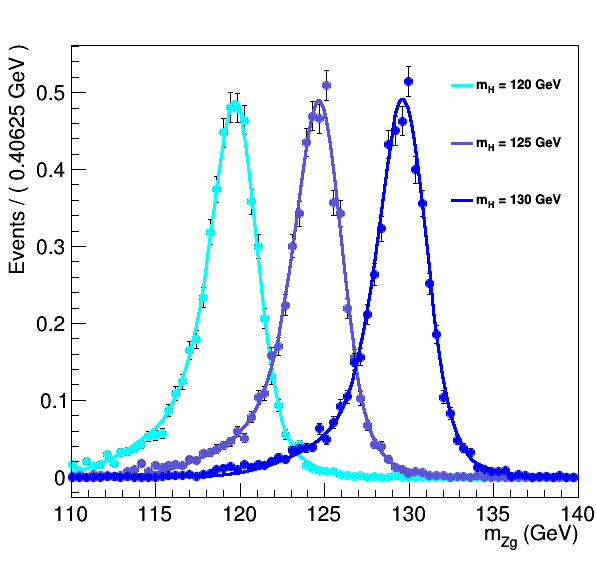 Events / ( 0.40625 GeV )
0.5
0.4
0.3
0.2
0.1
0
m_H = 120 GeV
m_H = 125 GeV
m_H = 130 GeV
110 115 120 125 130 135 140
m_Zg (GeV)